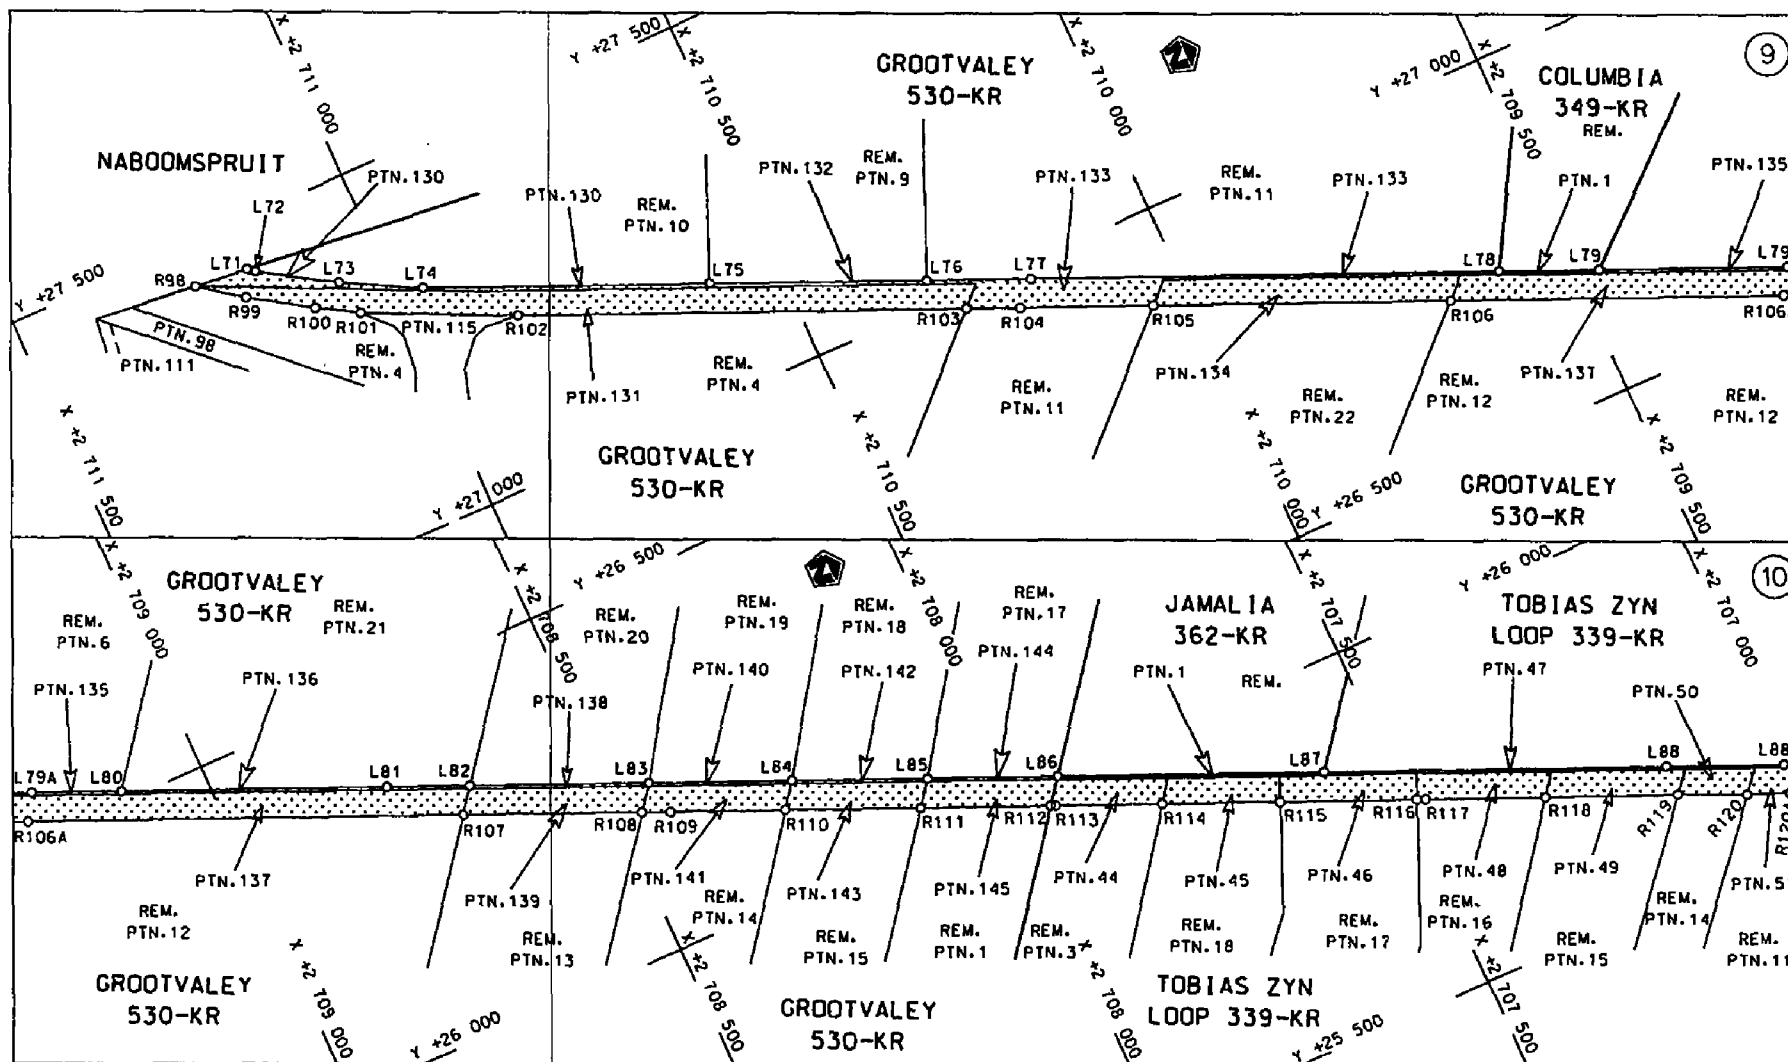 X +2 711 000
Y +27 500
X +2 710 500
GROOTVALEY
530-KR
X +2 710 000
Y +27 000
X +2 709 500
COLUMBIA
349-KR
REM.
9
NABOOMSPRUIT
PTN.130
L72
L71
L73
L74
R98
R99
R100
R101
PTN.115
R102
Y +27 500
PTN.98
PTN.111
REM.
PTN.4
PTN.130
REM.
PTN.10
PTN.132
REM.
PTN.9
PTN.133
REM.
PTN.11
PTN.133
PTN.1
PTN.135
L75
L76
L77
L78
L79
L79
R103
R104
R105
R106
R106
PTN.131
REM.
PTN.4
REM.
PTN.11
PTN.134
REM.
PTN.22
REM.
PTN.12
PTN.137
REM.
PTN.12
X +2 711 500
Y +27 000
GROOTVALEY
530-KR
X +2 710 500
X +2 710 000
Y +26 500
GROOTVALEY
530-KR
X +2 709 500
X +2 709 000
GROOTVALEY
530-KR
X +2 708 500
Y +26 500
X +2 708 000
X +2 707 500
Y +26 000
X +2 707 000
10
REM.
PTN.6
REM.
PTN.21
REM.
PTN.20
REM.
PTN.19
REM.
PTN.18
REM.
PTN.17
JAMALIA
362-KR
REM.
TOBIAS ZYN
LOOP 339-KR
PTN.135
PTN.136
PTN.138
PTN.140
PTN.142
PTN.144
PTN.1
PTN.47
PTN.50
L79A
L80
L81
L82
L83
L84
L85
L86
L87
L88
L88
R106A
R107
R108
R109
R110
R111
R112
R113
R114
R115
R116
R117
R118
R119
R120
R120A
PTN.137
PTN.139
PTN.141
PTN.143
PTN.145
PTN.44
PTN.45
PTN.46
PTN.48
PTN.49
PTN.5
REM.
PTN.12
REM.
PTN.13
REM.
PTN.14
REM.
PTN.15
REM.
PTN.1
REM.
PTN.3
REM.
PTN.18
REM.
PTN.17
REM.
PTN.16
REM.
PTN.15
REM.
PTN.14
REM.
PTN.11
GROOTVALEY
530-KR
X +2 709 000
Y +26 000
X +2 708 500
GROOTVALEY
530-KR
X +2 708 000
TOBIAS ZYN
LOOP 339-KR
Y +25 500
X +2 707 500